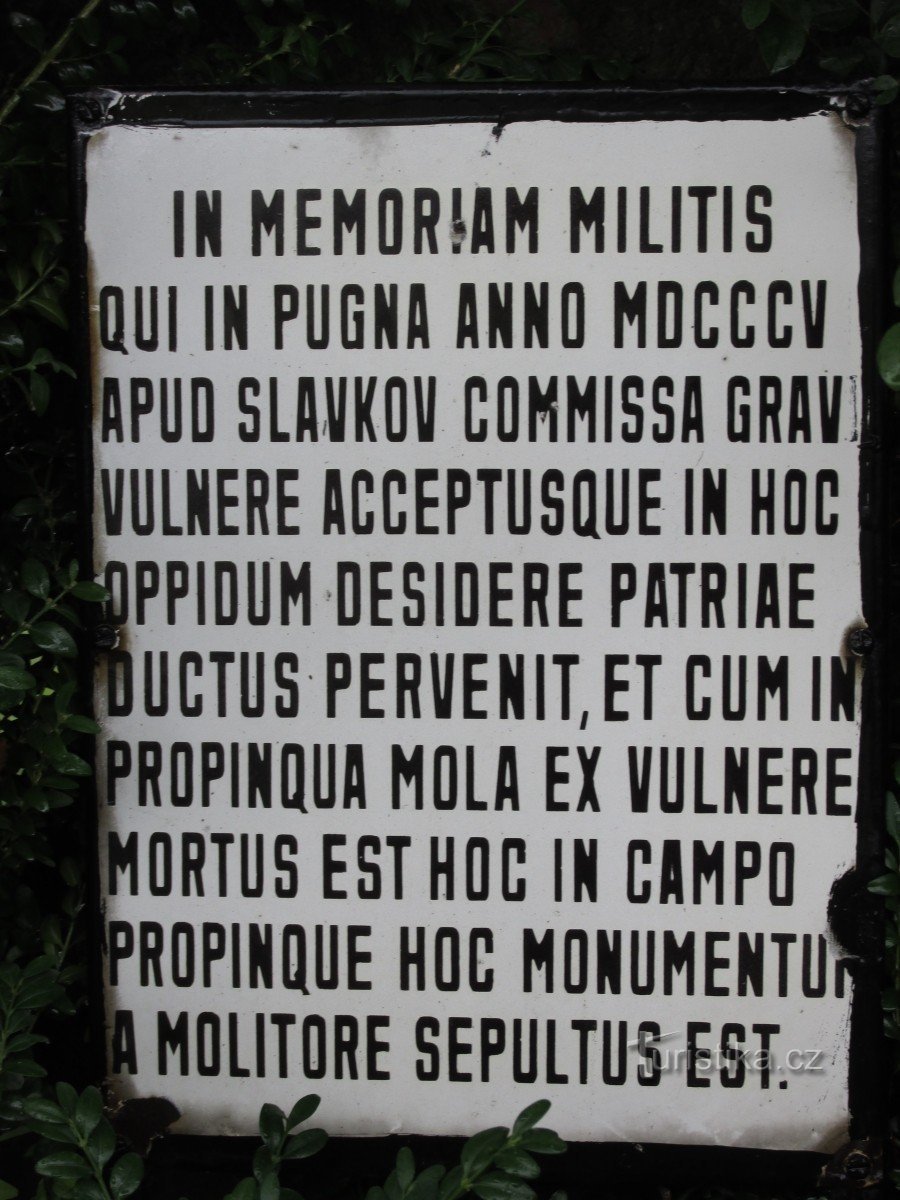 IN MEMORIAM MILITIS
QUI IN PUGNA ANNO MDCCCV
APUD SLAVKOV COMMISSA GRAV
VULNERE ACCEPTUSQUE IN HOC
OPPIDUM DESIDERE PATRIAE
DUCTUS PERVENIT, ET CUM IN
PROPINQUA MOLA EX VULNERE
MORTUS EST HOC IN CAMPO
PROPINQUE HOC MONUMENTUM
A MOLITORE SEPULTUS EST.
Turistika.cz